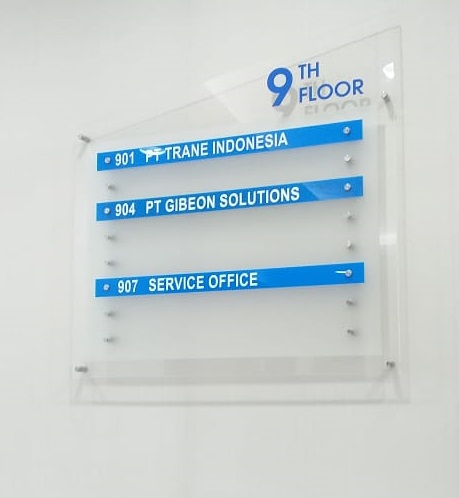 9TH FLOOR
901 PT TRANE INDONESIA
904 PT GIBEON SOLUTIONS
907 SERVICE OFFICE